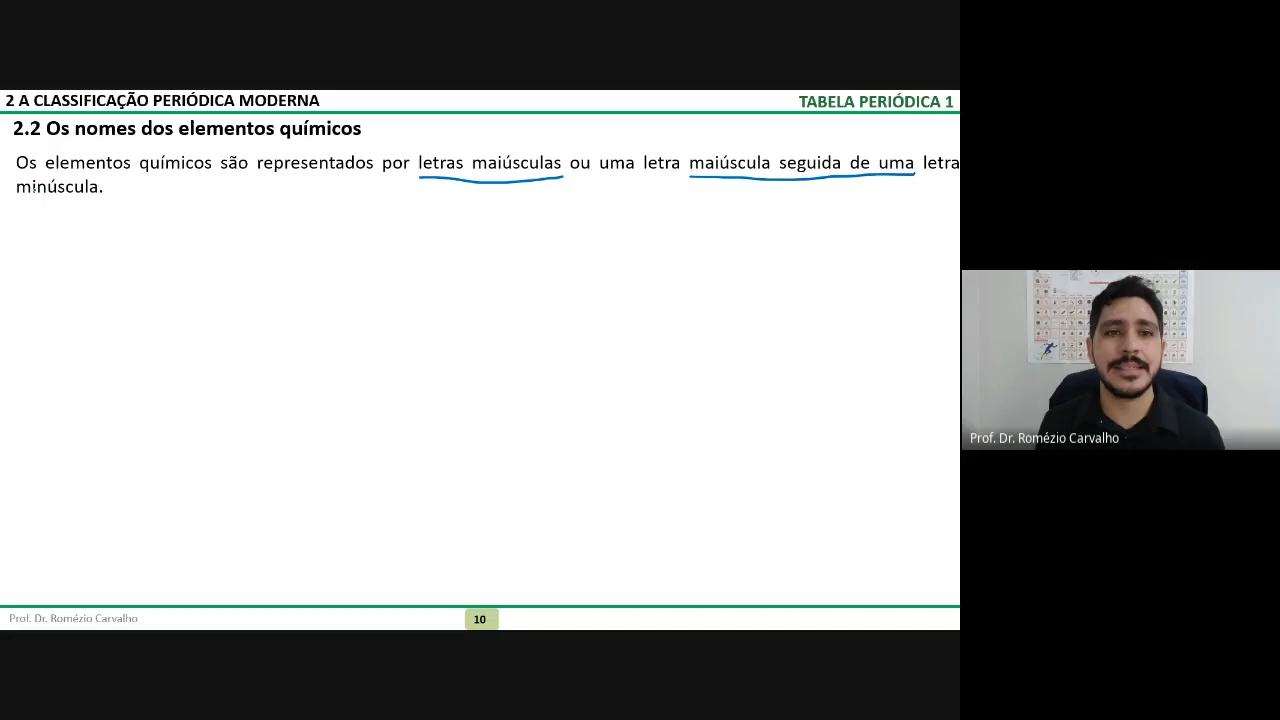 2 A CLASSIFICAÇÃO PERIÓDICA MODERNA
TABELA PERIÓDICA 1
2.2 Os nomes dos elementos químicos
Os elementos químicos são representados por letras maiúsculas ou uma letra maiúscula seguida de uma letra
minúscula.
Prof. Dr. Romézio Carvalho
Prof. Dr. Romézio Carvalho
10